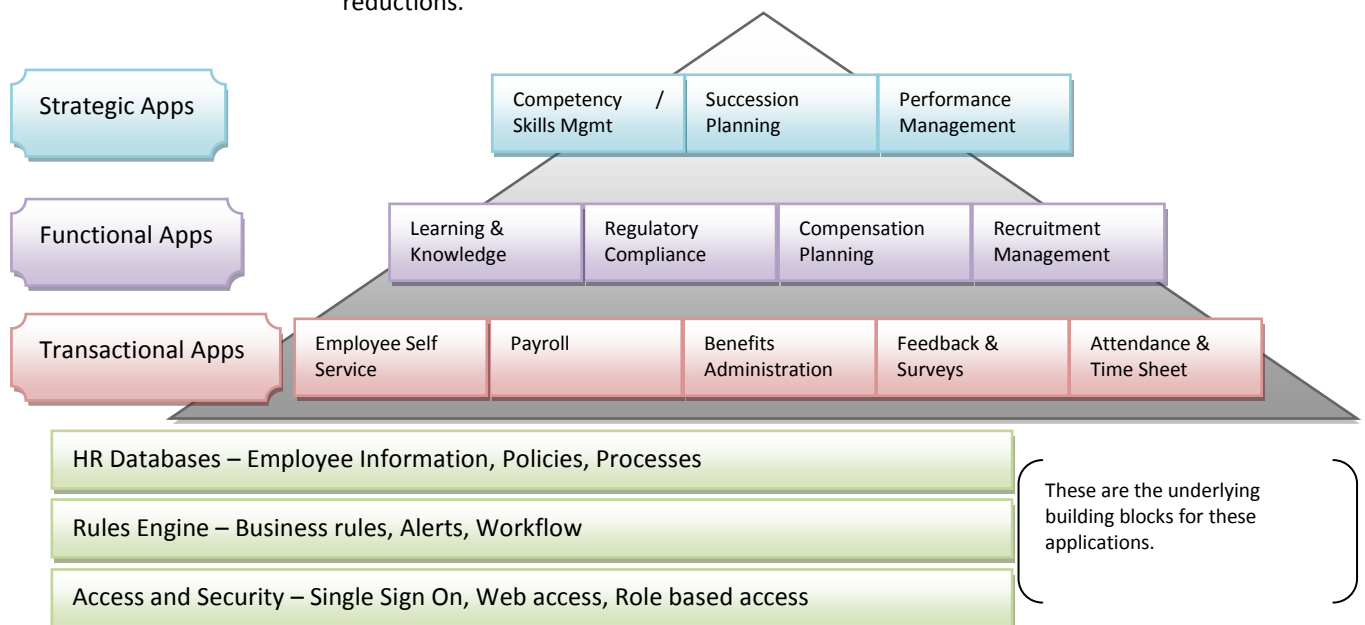 reductions.
Strategic Apps
Competency /
Skills Mgmt
Succession
Planning
Performance
Management
Functional Apps
Learning &
Knowledge
Regulatory
Compliance
Compensation
Planning
Recruitment
Management
Transactional Apps
Employee Self
Service
Payroll
Benefits
Administration
Feedback &
Surveys
Attendance &
Time Sheet
HR Databases – Employee Information, Policies, Processes
Rules Engine – Business rules, Alerts, Workflow
Access and Security – Single Sign On, Web access, Role based access
These are the underlying
building blocks for these
applications.